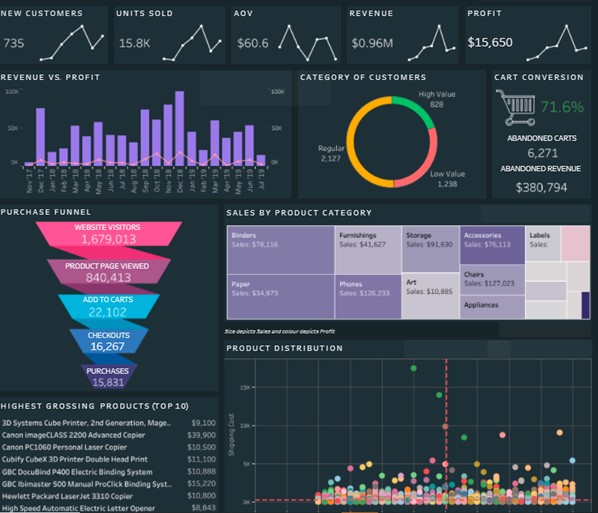 NEW CUSTOMERS
735
UNITS SOLD
15.8K
AOV
$60.6
REVENUE
$0.96M
PROFIT
$15,650
REVENUE VS. PROFIT
100K
50K
0K
100K
50K
0K
Nov '17
Dec '17
Jan '18
Feb '18
Mar '18
Apr '18
May '18
Jun '18
Jul '18
Aug '18
Sep '18
Oct '18
Nov '18
Dec '18
Jan '19
Feb '19
Mar '19
Apr '19
May '19
Jun '19
Jul '19
CATEGORY OF CUSTOMERS
High Value
828
Regular
2,127
Low Value
1,238
CART CONVERSION
71.6%
ABANDONED CARTS
6,271
ABANDONED REVENUE
$380,794
PURCHASE FUNNEL
WEBSITE VISITORS
1,679,013
PRODUCT PAGE VIEWED
840,413
ADD TO CARTS
22,102
CHECKOUTS
16,267
PURCHASES
15,831
SALES BY PRODUCT CATEGORY
Binders
Sales: $78,116
Furnishings
Sales: $41,627
Storage
Sales: $91,630
Accessories
Sales: $76,113
Labels
Sales:
Paper
Sales: $34,973
Phones
Sales: $126,233
Art
Sales: $10,885
Chairs
Sales: $127,023
Appliances
Size depicts Sales and colour depicts Profit
PRODUCT DISTRIBUTION
Shipping Cost
15K
10K
5K
0K
HIGHEST GROSSING PRODUCTS (TOP 10)
3D Systems Cube Printer, 2nd Generation, Mage.. $9,100
Canon imageCLASS 2200 Advanced Copier $39,900
Canon PC1060 Personal Laser Copier $10,500
Cubify CubeX 3D Printer Double Head Print $11,100
GBC DocuBind P400 Electric Binding System $10,888
GBC Ibimaster 500 Manual ProClick Binding Syst.. $15,220
Hewlett Packard LaserJet 3310 Copier $10,800
High Speed Automatic Electric Letter Opener $8,843